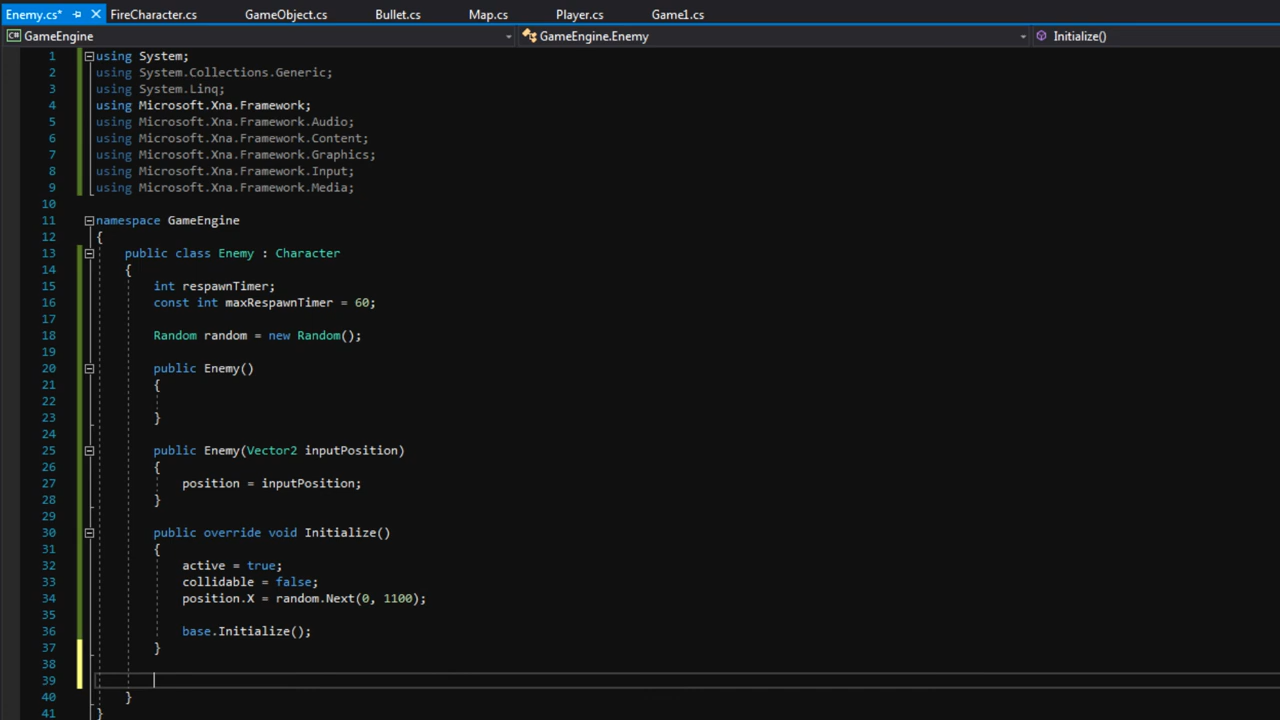 Enemy.cs* FireCharacter.cs GameObject.cs Bullet.cs Map.cs Player.cs Game1.cs
C# GameEngine GameEngine.Enemy Initialize()
1 using System;
2 using System.Collections.Generic;
3 using System.Linq;
4 using Microsoft.Xna.Framework;
5 using Microsoft.Xna.Framework.Audio;
6 using Microsoft.Xna.Framework.Content;
7 using Microsoft.Xna.Framework.Graphics;
8 using Microsoft.Xna.Framework.Input;
9 using Microsoft.Xna.Framework.Media;
10
11 namespace GameEngine
12 {
13 public class Enemy : Character
14 {
15 int respawnTimer;
16 const int maxRespawnTimer = 60;
17
18 Random random = new Random();
19
20 public Enemy()
21 {
22
23 }
24
25 public Enemy(Vector2 inputPosition)
26 {
27 position = inputPosition;
28 }
29
30 public override void Initialize()
31 {
32 active = true;
33 collidable = false;
34 position.X = random.Next(0, 1100);
35
36 base.Initialize();
37 }
38
39
40 }
41 }